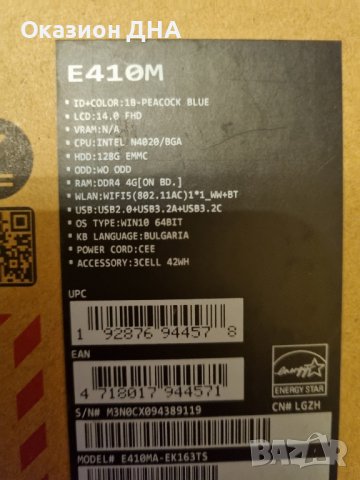 Оказион ДНА
E410M
• ID+COLOR:1B-PEACOCK BLUE
• LCD:14.0 FHD
• VRAM:N/A
• CPU:INTEL N4020/BGA
• HDD:128G EMMC
• ODD:WO ODD
• RAM:DDR4 4G[ON BD.]
• WLAN:WIFI5(802.11AC)1*1_WW+BT
• USB:USB2.0+USB3.2A+USB3.2C
• OS TYPE:WIN10 64BIT
• KB LANGUAGE:BULGARIA
• POWER CORD:CEE
• ACCESSORY:3CELL 42WH
UPC
1 92876 94457 8
EAN
4 718017 944571
energy
ENERGY STAR
S/N# M3N0CX094389119
CN# LGZH
MODEL# E410MA-EK163TS
bazar